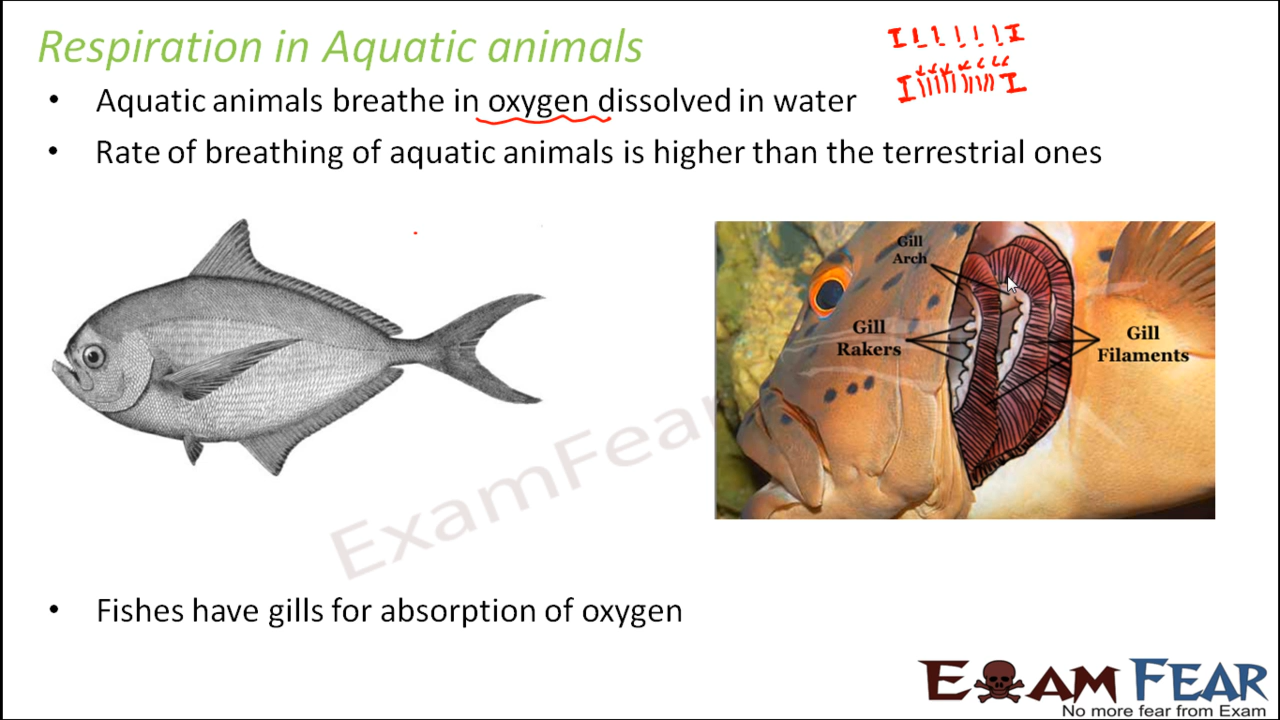 Respiration in Aquatic animals
• Aquatic animals breathe in oxygen dissolved in water
• Rate of breathing of aquatic animals is higher than the terrestrial ones
Gill
Arch
Gill
Rakers
Gill
Filaments
ExamFear
• Fishes have gills for absorption of oxygen
EXAM FEAR
No more fear from Exam